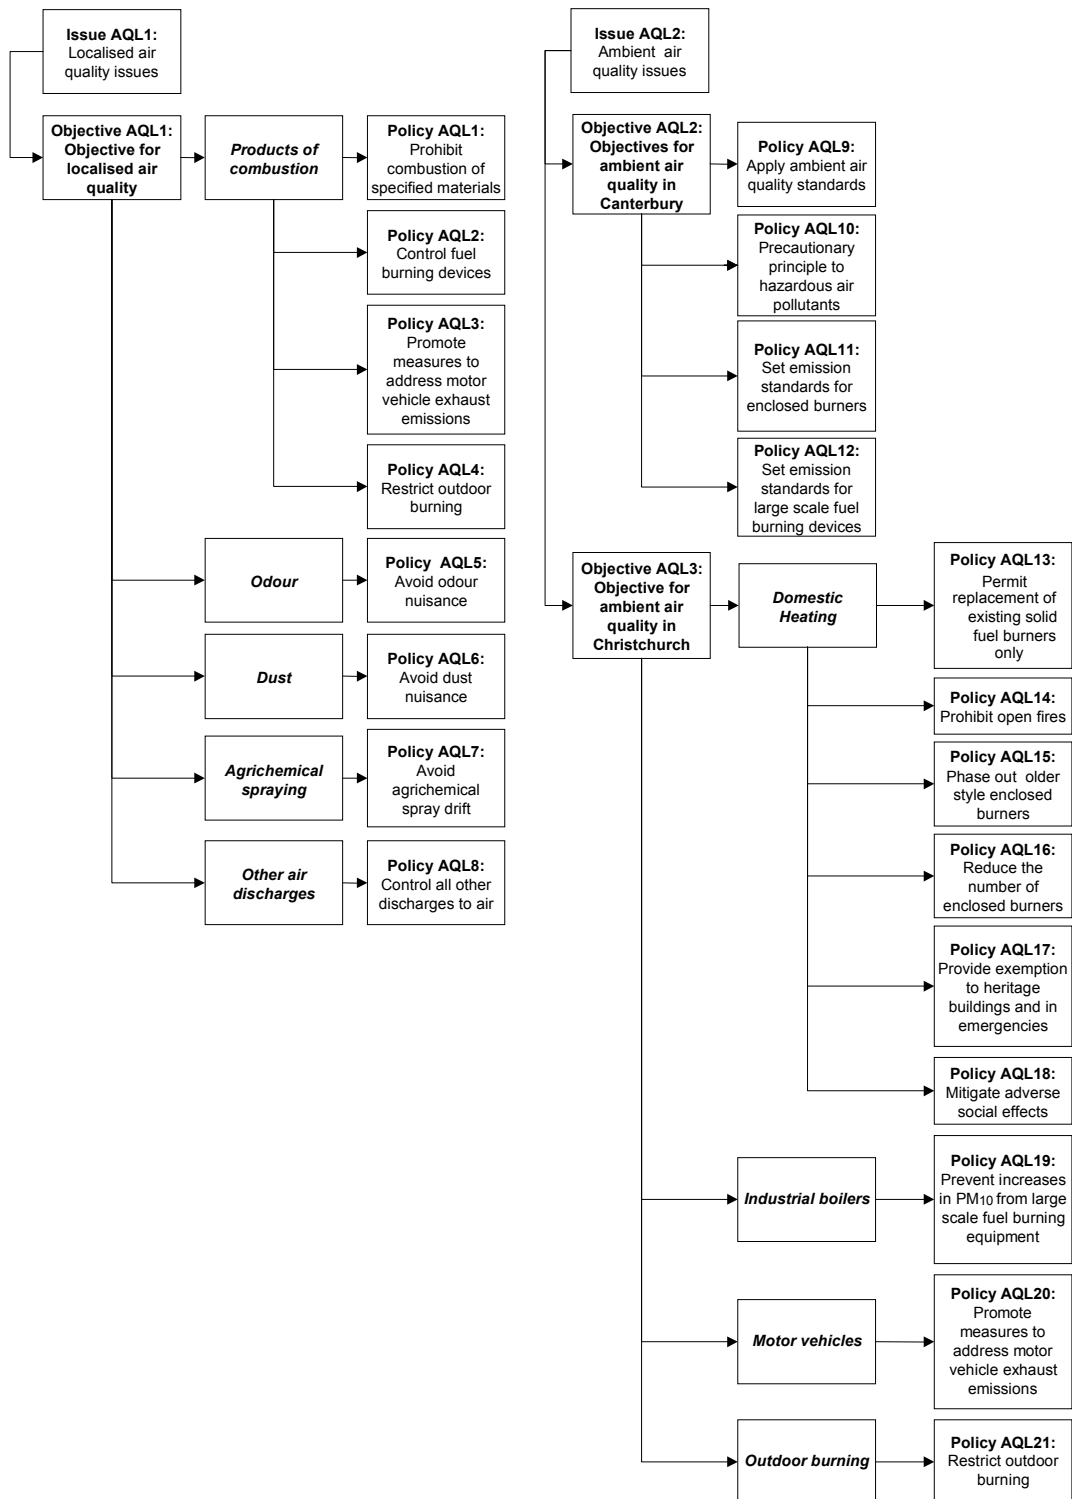 Issue AQL1:
Localised air
quality issues
Objective AQL1:
Objective for
localised air
quality
Products of
combustion
Policy AQL1:
Prohibit
combustion of
specified materials
Policy AQL2:
Control fuel
burning devices
Policy AQL3:
Promote
measures to
address motor
vehicle exhaust
emissions
Policy AQL4:
Restrict outdoor
burning
Odour
Policy AQL5:
Avoid odour
nuisance
Dust
Policy AQL6:
Avoid dust
nuisance
Agrichemical
spraying
Policy AQL7:
Avoid
agrichemical
spray drift
Other air
discharges
Policy AQL8:
Control all other
discharges to air
Issue AQL2:
Ambient air
quality issues
Objective AQL2:
Objectives for
ambient air
quality in
Canterbury
Policy AQL9:
Apply ambient air
quality standards
Policy AQL10:
Precautionary
principle to
hazardous air
pollutants
Policy AQL11:
Set emission
standards for
enclosed burners
Policy AQL12:
Set emission
standards for
large scale fuel
burning devices
Objective AQL3:
Objective for
ambient air
quality in
Christchurch
Domestic
Heating
Policy AQL13:
Permit
replacement of
existing solid
fuel burners
only
Policy AQL14:
Prohibit open fires
Policy AQL15:
Phase out older
style enclosed
burners
Policy AQL16:
Reduce the
number of
enclosed burners
Policy AQL17:
Provide exemption
to heritage
buildings and in
emergencies
Policy AQL18:
Mitigate adverse
social effects
Industrial boilers
Policy AQL19:
Prevent increases
in PM10 from large
scale fuel burning
equipment
Motor vehicles
Policy AQL20:
Promote
measures to
address motor
vehicle exhaust
emissions
Outdoor burning
Policy AQL21:
Restrict outdoor
burning